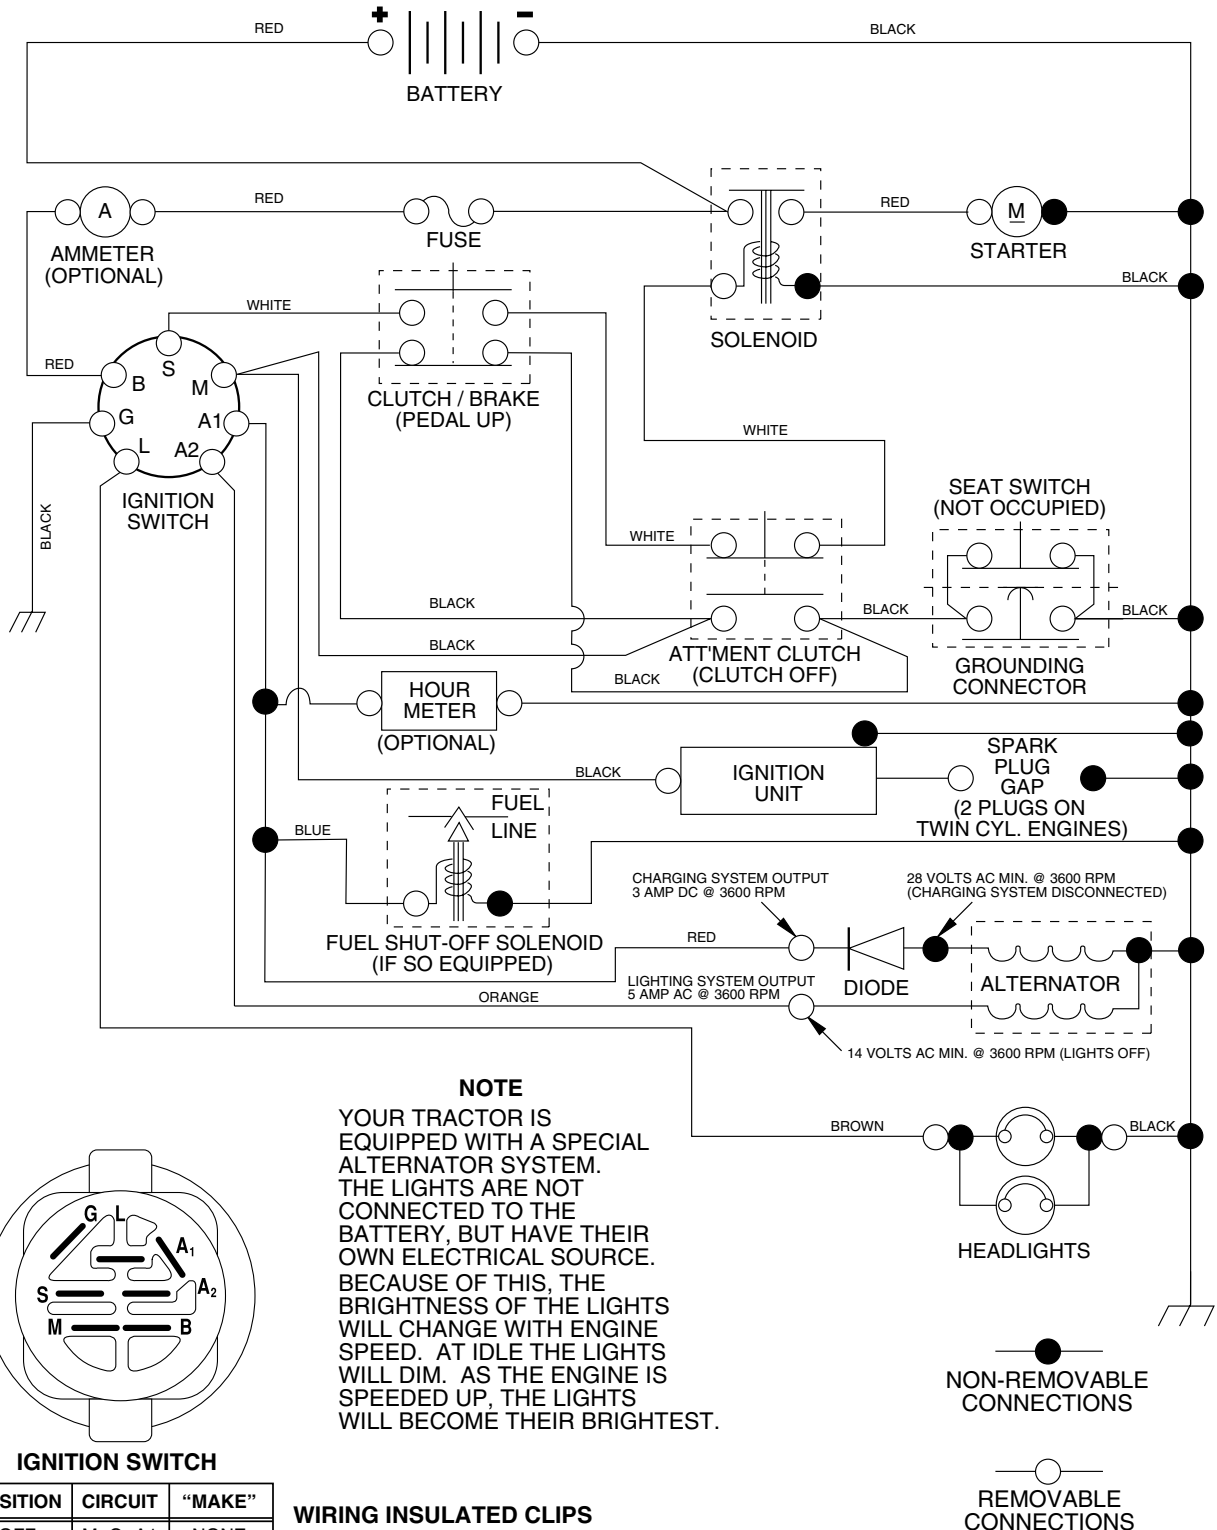 + −
RED
BLACK
BATTERY
RED
A
FUSE
RED
M
STARTER
AMMETER
(OPTIONAL)
BLACK
SOLENOID
WHITE
RED
S
B
M
G
A1
L
A2
CLUTCH / BRAKE
(PEDAL UP)
IGNITION
SWITCH
BLACK
WHITE
WHITE
SEAT SWITCH
(NOT OCCUPIED)
BLACK
BLACK
BLACK
BLACK
BLACK
ATT'MENT CLUTCH
(CLUTCH OFF)
GROUNDING
CONNECTOR
HOUR
METER
(OPTIONAL)
BLACK
IGNITION
UNIT
SPARK
PLUG
GAP
(2 PLUGS ON
TWIN CYL. ENGINES)
BLUE
FUEL
LINE
FUEL SHUT-OFF SOLENOID
(IF SO EQUIPPED)
CHARGING SYSTEM OUTPUT
3 AMP DC @ 3600 RPM
28 VOLTS AC MIN. @ 3600 RPM
(CHARGING SYSTEM DISCONNECTED)
RED
DIODE
ALTERNATOR
LIGHTING SYSTEM OUTPUT
5 AMP AC @ 3600 RPM
ORANGE
14 VOLTS AC MIN. @ 3600 RPM (LIGHTS OFF)
BROWN
BLACK
HEADLIGHTS
NOTE
YOUR TRACTOR IS
EQUIPPED WITH A SPECIAL
ALTERNATOR SYSTEM.
THE LIGHTS ARE NOT
CONNECTED TO THE
BATTERY, BUT HAVE THEIR
OWN ELECTRICAL SOURCE.
BECAUSE OF THIS, THE
BRIGHTNESS OF THE LIGHTS
WILL CHANGE WITH ENGINE
SPEED. AT IDLE THE LIGHTS
WILL DIM. AS THE ENGINE IS
SPEEDED UP, THE LIGHTS
WILL BECOME THEIR BRIGHTEST.
G L
A1
S
A2
M
B
IGNITION SWITCH
SITION CIRCUIT “MAKE”
WIRING INSULATED CLIPS
NON-REMOVABLE
CONNECTIONS
REMOVABLE
CONNECTIONS